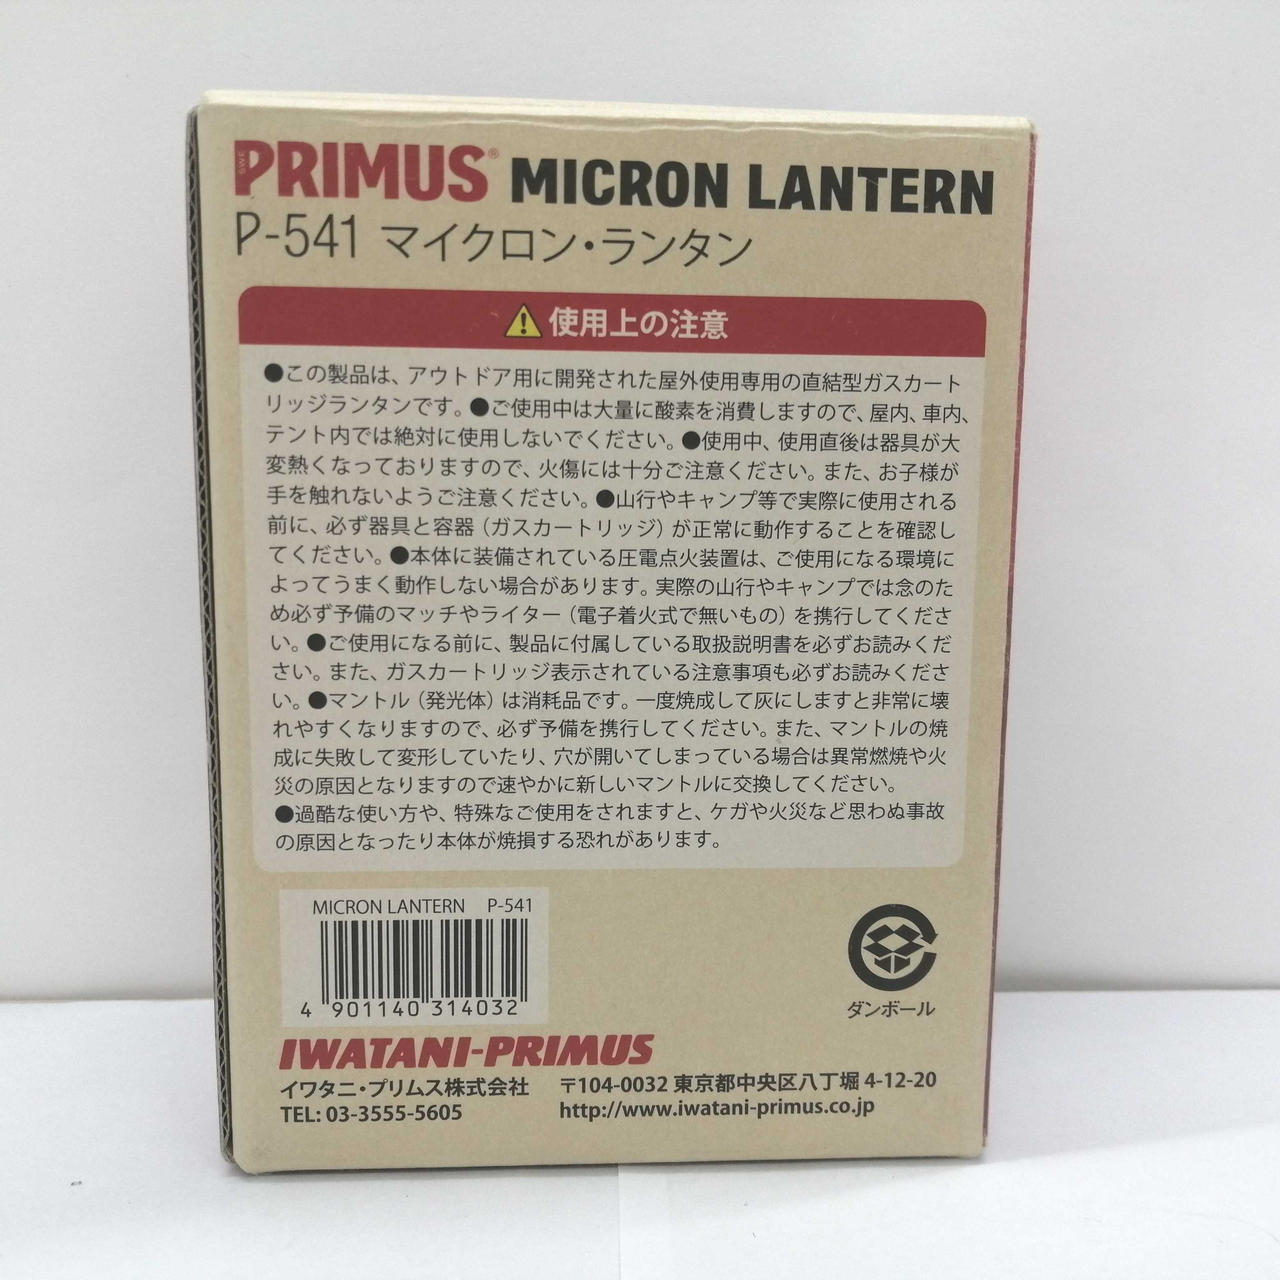 PRIMUS® MICRON LANTERN
P-541 マイクロン・ランタン
使用上の注意
●この製品は、アウトドア用に開発された屋外使用専用の直結型ガスカート
リッジランタンです。●ご使用中は大量に酸素を消費しますので、屋内、車内、
テント内では絶対に使用しないでください。●使用中、使用直後は器具が大
変熱くなっておりますので、火傷には十分ご注意ください。また、お子様が
手を触れないようご注意ください。●山行やキャンプ等で実際に使用される
前に、必ず器具と容器（ガスカートリッジ）が正常に動作することを確認し
てください。●本体に装備されている圧電点火装置は、ご使用になる環境に
よってうまく動作しない場合があります。実際の山行やキャンプでは念のた
め必ず予備のマッチやライター（電子着火式で無いもの）を携行してくださ
い。●ご使用になる前に、製品に付属している取扱説明書を必ずお読みくだ
さい。また、ガスカートリッジ表示されている注意事項も必ずお読みくださ
い。●マントル（発光体）は消耗品です。一度焼成して灰にしますと非常に壊
れやすくなりますので、必ず予備を携行してください。また、マントルの焼
成に失敗して変形していたり、穴が開いてしまっている場合は異常燃焼や火
災の原因となりますので速やかに新しいマントルに交換してください。
●過酷な使い方や、特殊なご使用をされますと、ケガや火災など思わぬ事故
の原因となったり本体が焼損する恐れがあります。
MICRON LANTERN P-541
4 901140 314032
ダンボール
IWATANI-PRIMUS
イワタニ・プリムス株式会社 〒104-0032 東京都中央区八丁堀 4-12-20
TEL: 03-3555-5605 http://www.iwatani-primus.co.jp